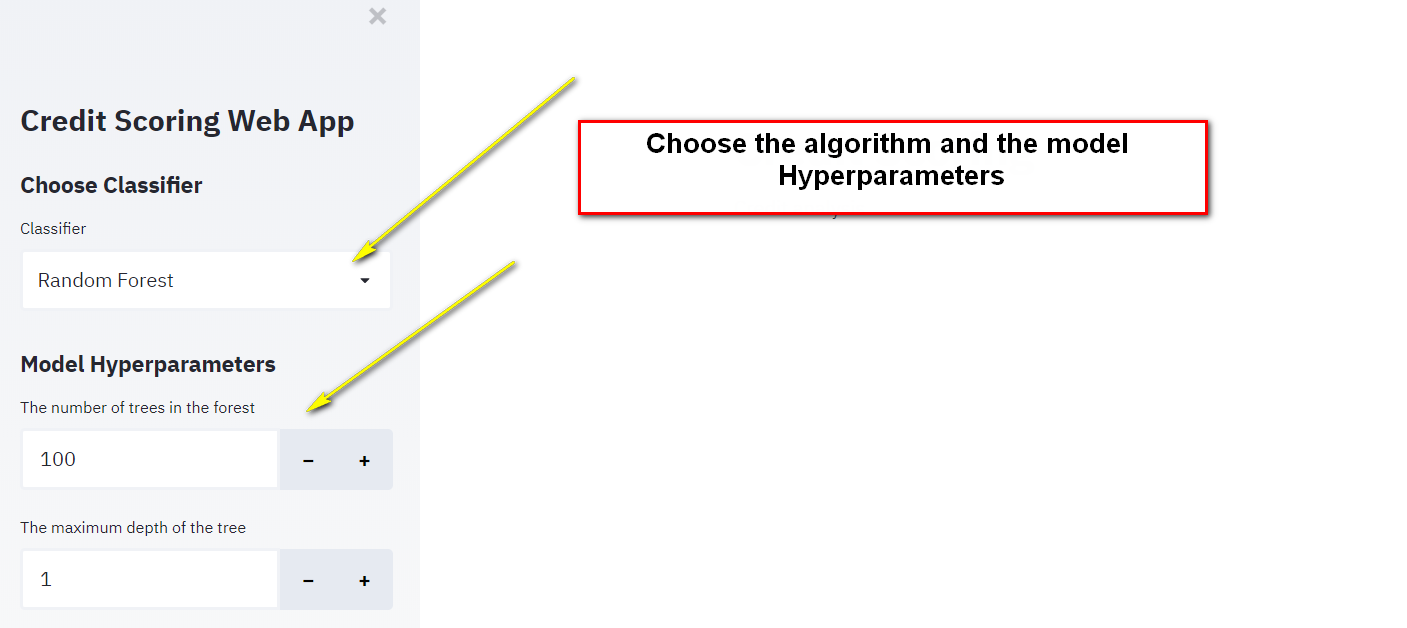 Credit Scoring Web App
Choose Classifier
Classifier
Random Forest
Model Hyperparameters
The number of trees in the forest
100
The maximum depth of the tree
1
Choose the algorithm and the model
Hyperparameters